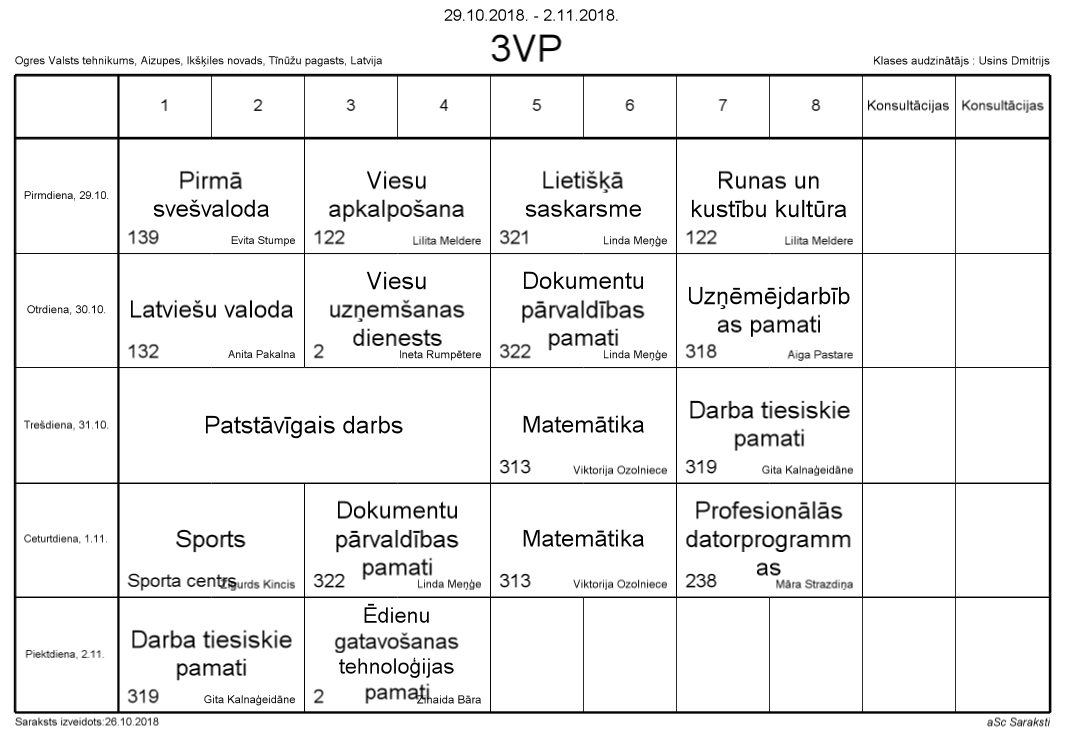 29.10.2018. - 2.11.2018.
3VP
Ogres Valsts tehnikums, Aizupes, Ikšķiles novads, Tīnūžu pagasts, Latvija
Klases audzinātājs : Usins Dmitrijs
1 2 3 4 5 6 7 8 Konsultācijas Konsultācijas
Pirmdiena, 29.10.
Pirmā
svešvaloda
139 Evita Stumpe
Viesu
apkalpošana
122 Lilita Meldere
Lietišķā
saskarsme
321 Linda Meņģe
Runas un
kustību kultūra
122 Lilita Meldere
Otrdiena, 30.10.
Latviešu valoda
132 Anita Pakalna
Viesu
uzņemšanas
dienests
2 Ineta Rumpētere
Dokumentu
pārvaldības
pamati
322 Linda Meņģe
Uzņēmējdarbīb
as pamati
318 Aiga Pastare
Trešdiena, 31.10.
Patstāvīgais darbs
Matemātika
313 Viktorija Ozolniece
Darba tiesiskie
pamati
319 Gita Kalnaģeidāne
Ceturtdiena, 1.11.
Sports
Sporta centrs Zigurds Kincis
Dokumentu
pārvaldības
pamati
322 Linda Meņģe
Matemātika
313 Viktorija Ozolniece
Profesionālās
datorprogramm
as
238 Māra Strazdiņa
Piektdiena, 2.11.
Darba tiesiskie
pamati
319 Gita Kalnaģeidāne
Ēdienu
gatavošanas
tehnoloģijas
pamati
2 Zinaida Bāra
Saraksts izveidots:26.10.2018
aSc Saraksti